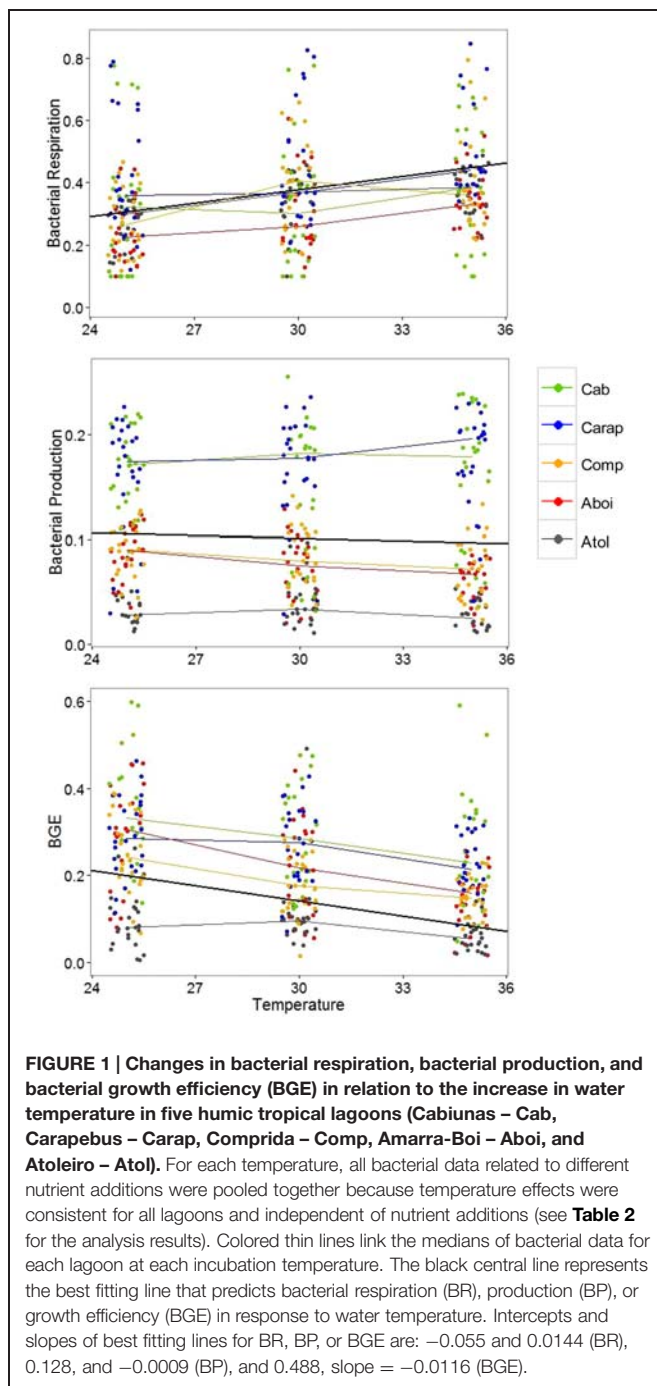 0.8
0.6
0.4
0.2
0.0
Bacterial Respiration
24 27 30 33 36
0.2
0.1
0.0
Bacterial Production
24 27 30 33 36
Cab
Carap
Comp
Aboi
Atol
0.6
0.4
0.2
0.0
BGE
24 27 30 33 36
Temperature
FIGURE 1 | Changes in bacterial respiration, bacterial production, and
bacterial growth efficiency (BGE) in relation to the increase in water
temperature in five humic tropical lagoons (Cabiunas – Cab,
Carapebus – Carap, Comprida – Comp, Amarra-Boi – Aboi, and
Atoleiro – Atol). For each temperature, all bacterial data related to different
nutrient additions were pooled together because temperature effects were
consistent for all lagoons and independent of nutrient additions (see Table 2
for the analysis results). Colored thin lines link the medians of bacterial data for
each lagoon at each incubation temperature. The black central line represents
the best fitting line that predicts bacterial respiration (BR), production (BP), or
growth efficiency (BGE) in response to water temperature. Intercepts and
slopes of best fitting lines for BR, BP, or BGE are: −0.055 and 0.0144 (BR),
0.128, and −0.0009 (BP), and 0.488, slope = −0.0116 (BGE).